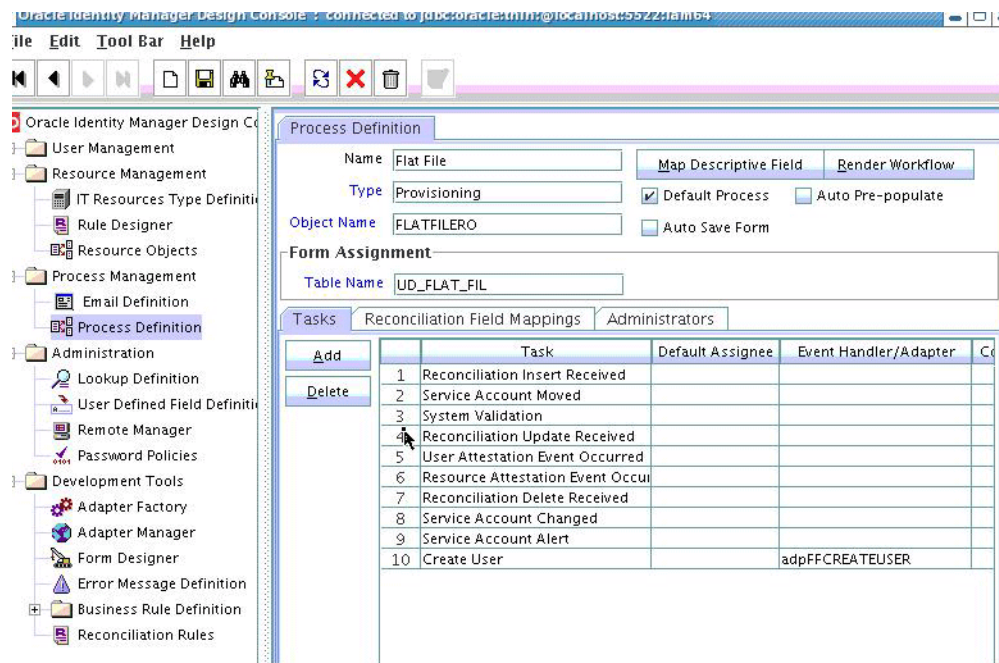 Oracle Identity Manager Design Console : connected to jdbc:oracle:thin:@localhost:5522:iam64
ile Edit Tool Bar Help
Oracle Identity Manager Design Co
User Management
Resource Management
IT Resources Type Definiti
Rule Designer
Resource Objects
Process Management
Email Definition
Process Definition
Administration
Lookup Definition
User Defined Field Definiti
Remote Manager
Password Policies
Development Tools
Adapter Factory
Adapter Manager
Form Designer
Error Message Definition
Business Rule Definition
Reconciliation Rules
Process Definition
Name Flat File
Map Descriptive Field Render Workflow
Type Provisioning
Default Process Auto Pre-populate
Object Name FLATFILERO
Auto Save Form
Form Assignment
Table Name UD_FLAT_FIL
Tasks Reconciliation Field Mappings Administrators
Add
Delete
Task Default Assignee Event Handler/Adapter Co
1 Reconciliation Insert Received
2 Service Account Moved
3 System Validation
4 Reconciliation Update Received
5 User Attestation Event Occurred
6 Resource Attestation Event Occur
7 Reconciliation Delete Received
8 Service Account Changed
9 Service Account Alert
10 Create User adpFFCREATEUSER